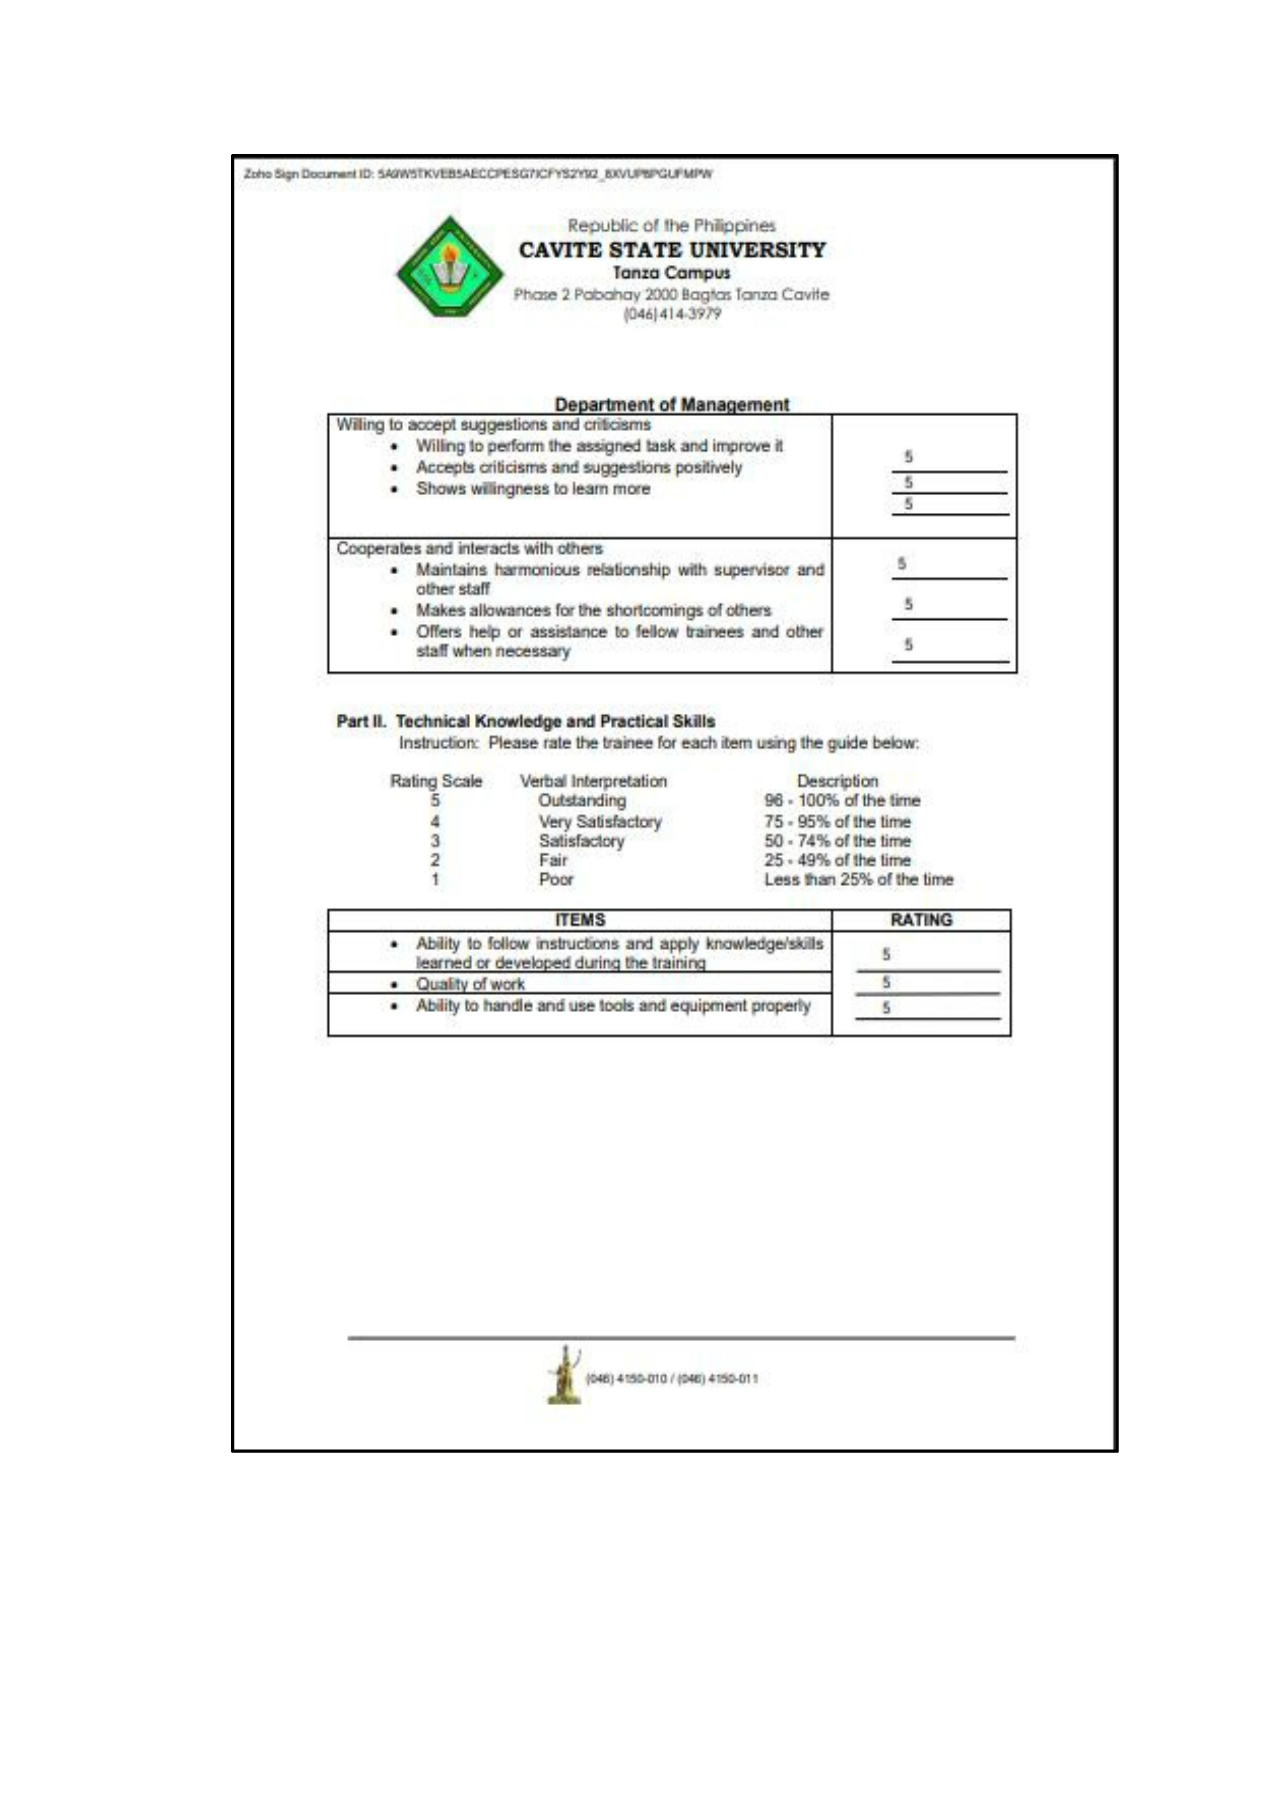 Zoho Sign Document ID: 5A9W5TKVEB5AECCPESG7ICFYS2Y92_8XVUP8PGUFMPW
Republic of the Philippines
CAVITE STATE UNIVERSITY
Tanza Campus
Phase 2 Pabahay 2000 Bagtas Tanza Cavite
(046)414-3979
Department of Management
Willing to accept suggestions and criticisms
• Willing to perform the assigned task and improve it 5
• Accepts criticisms and suggestions positively 5
• Shows willingness to learn more 5
Cooperates and interacts with others
• Maintains harmonious relationship with supervisor and 5
other staff
• Makes allowances for the shortcomings of others 5
• Offers help or assistance to fellow trainees and other 5
staff when necessary
Part II. Technical Knowledge and Practical Skills
Instruction: Please rate the trainee for each item using the guide below:
Rating Scale Verbal Interpretation Description
5 Outstanding 96 - 100% of the time
4 Very Satisfactory 75 - 95% of the time
3 Satisfactory 50 - 74% of the time
2 Fair 25 - 49% of the time
1 Poor Less than 25% of the time
ITEMS RATING
• Ability to follow instructions and apply knowledge/skills 5
learned or developed during the training
• Quality of work 5
• Ability to handle and use tools and equipment properly 5
(046) 4150-010 / (046) 4150-011